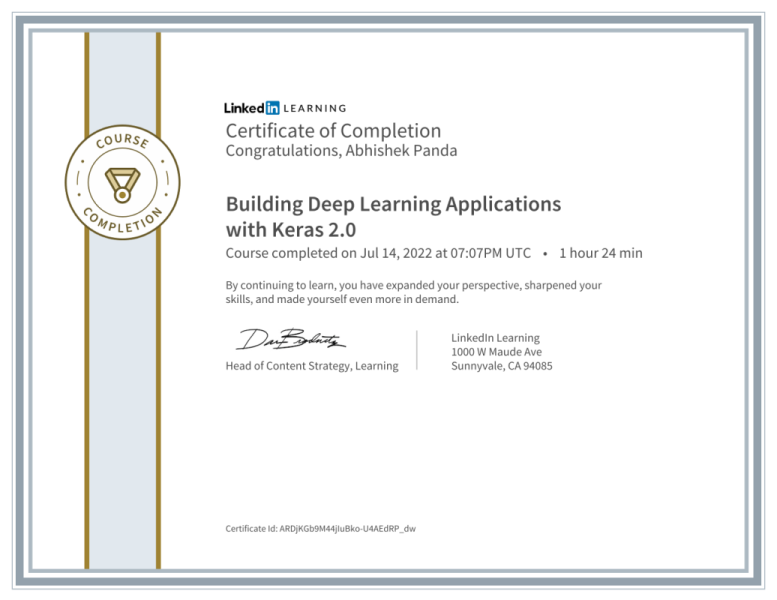 COURSE
COMPLETION
Linked in LEARNING
Certificate of Completion
Congratulations, Abhishek Panda
Building Deep Learning Applications
with Keras 2.0
Course completed on Jul 14, 2022 at 07:07PM UTC • 1 hour 24 min
By continuing to learn, you have expanded your perspective, sharpened your
skills, and made yourself even more in demand.
Head of Content Strategy, Learning
LinkedIn Learning
1000 W Maude Ave
Sunnyvale, CA 94085
Certificate Id: ARDjKGb9M44jIuBko-U4AEdRP_dw